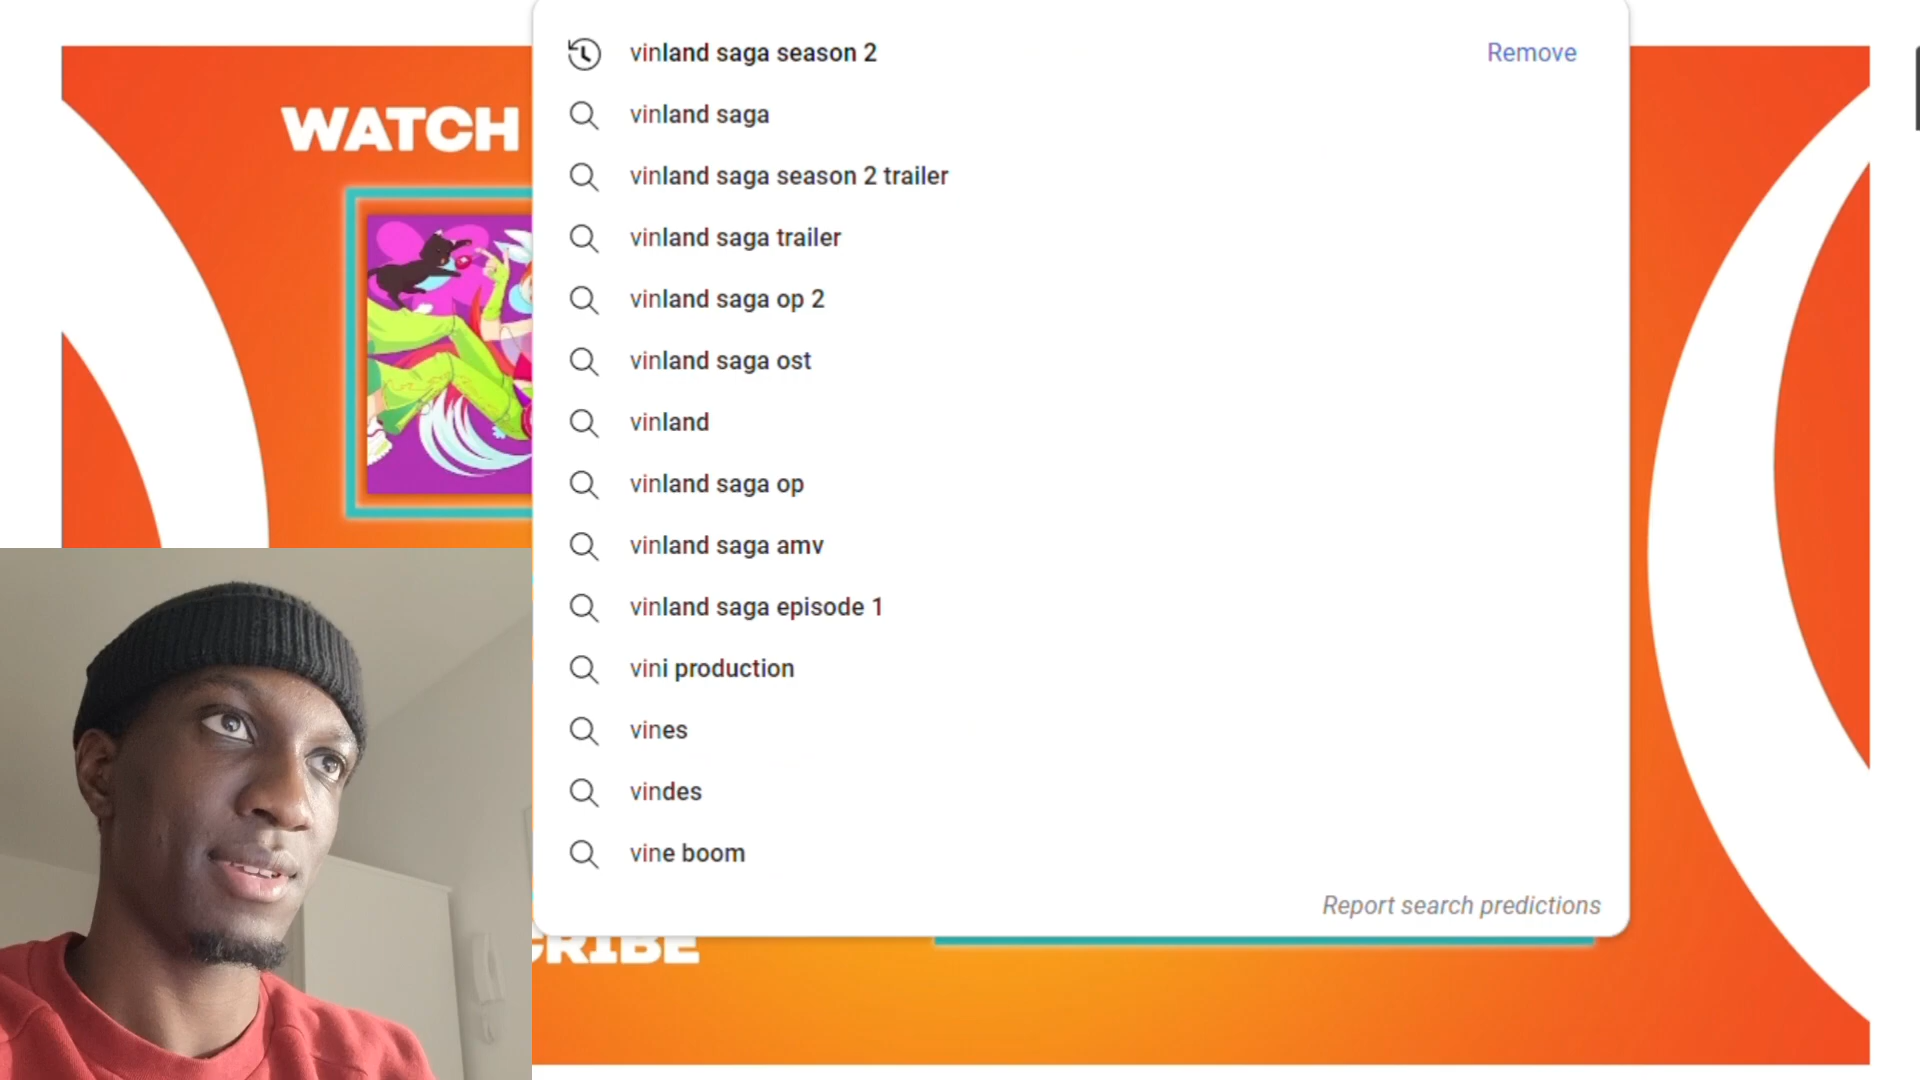 vinland saga season 2 Remove
WATCH
vinland saga
vinland saga season 2 trailer
vinland saga trailer
vinland saga op 2
vinland saga ost
vinland
vinland saga op
vinland saga amv
vinland saga episode 1
vini production
vines
vindes
vine boom
Report search predictions
CRIBE